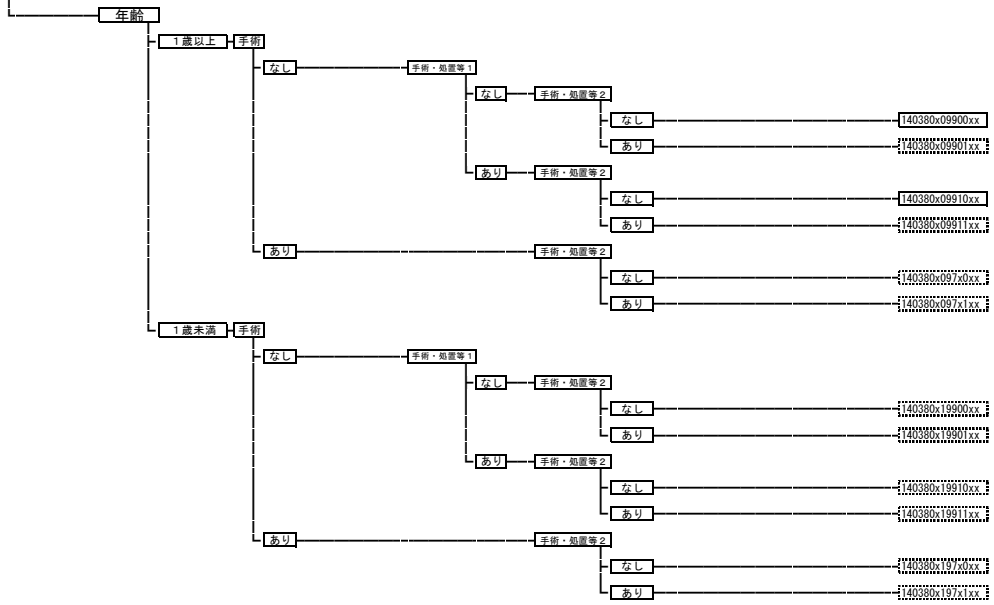 年齢
１歳以上 手術
なし 手術・処置等１
なし 手術・処置等２
なし 140380x09900xx
あり 140380x09901xx
あり 手術・処置等２
なし 140380x09910xx
あり 140380x09911xx
あり 手術・処置等２
なし 140380x097x0xx
あり 140380x097x1xx
１歳未満 手術
なし 手術・処置等１
なし 手術・処置等２
なし 140380x19900xx
あり 140380x19901xx
あり 手術・処置等２
なし 140380x19910xx
あり 140380x19911xx
あり 手術・処置等２
なし 140380x197x0xx
あり 140380x197x1xx